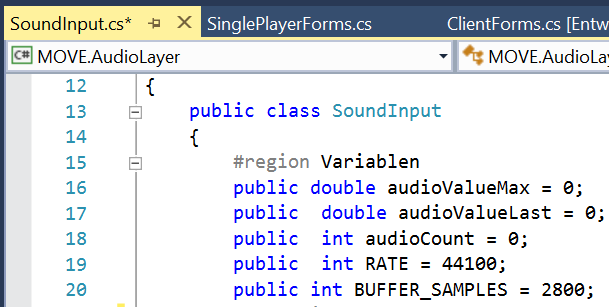 SoundInput.cs* SinglePlayerForms.cs ClientForms.cs [Entw
C# MOVE.AudioLayer MOVE.AudioLay
12 {
13 public class SoundInput
14 {
15 #region Variablen
16 public double audioValueMax = 0;
17 public  double audioValueLast = 0;
18 public  int audioCount = 0;
19 public  int RATE = 44100;
20 public int BUFFER_SAMPLES = 2800;